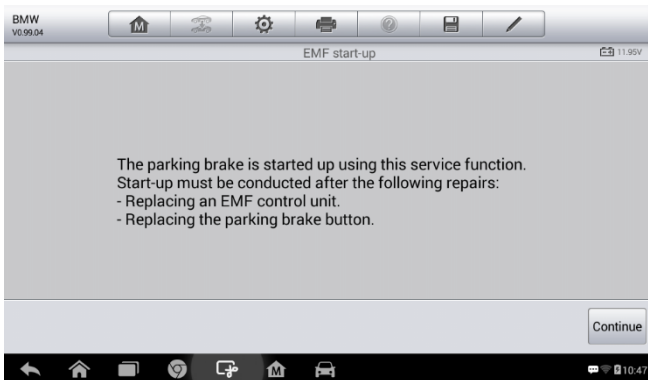 BMW
V0.99.04
EMF start-up
11.95V
The parking brake is started up using this service function.
Start-up must be conducted after the following repairs:
- Replacing an EMF control unit.
- Replacing the parking brake button.
Continue
10:47